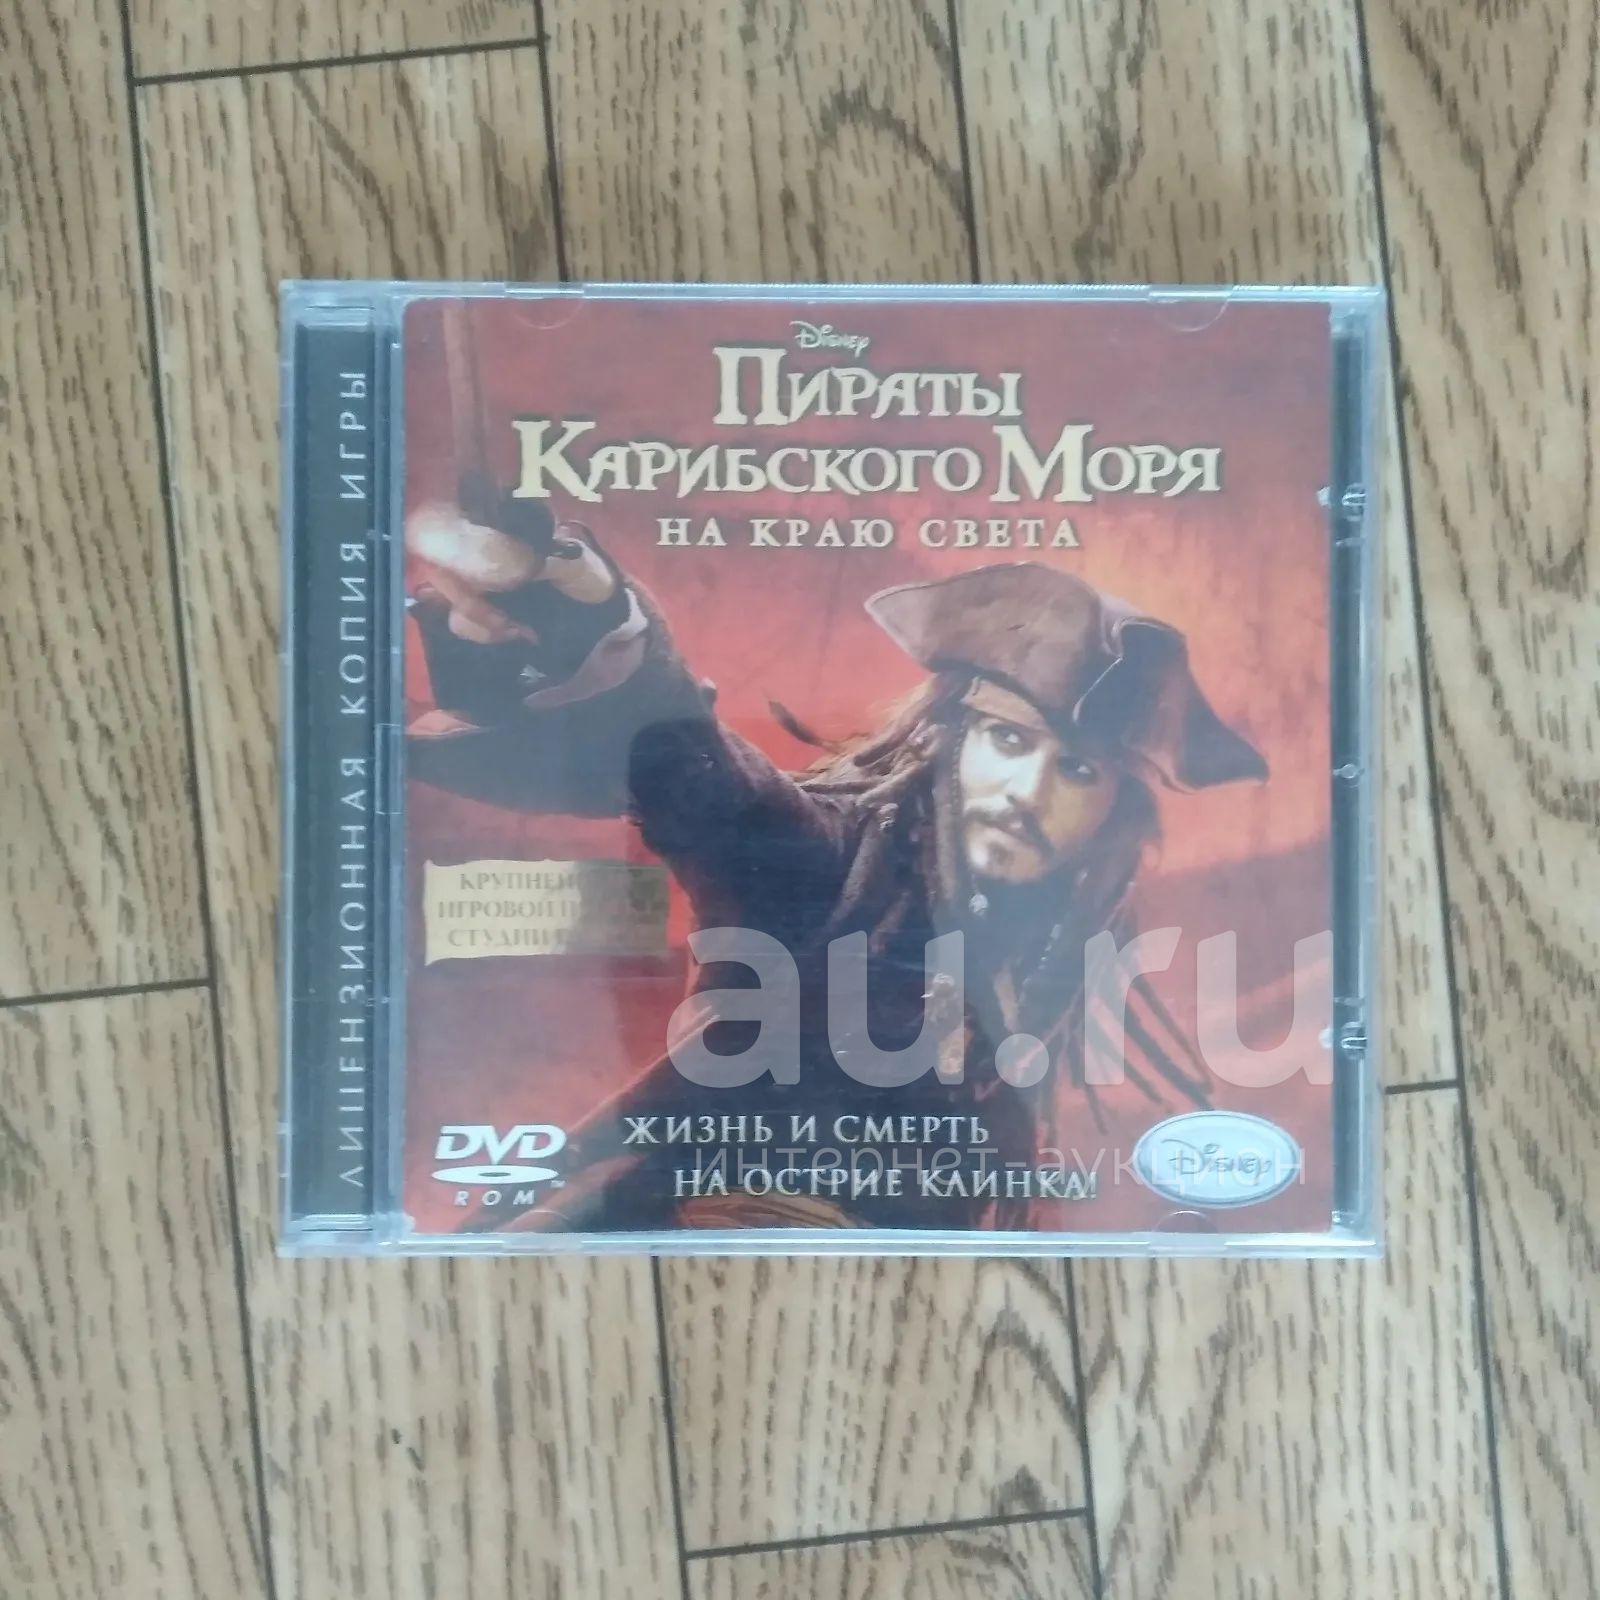 ЛИЦЕНЗИОННАЯ КОПИЯ ИГРЫ
Disney
Пираты
Карибского Моря
НА КРАЮ СВЕТА
ИГРОВОЙ
СТУДИИ
au.ru
интернет-аукцион
DVD
ROM
TM
ЖИЗНЬ И СМЕРТЬ
НА ОСТРИЕ КЛИНКА!
Disney